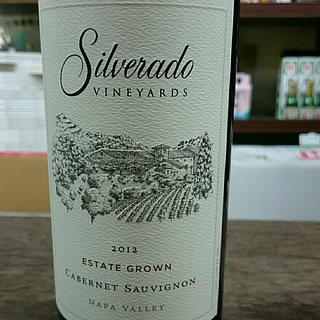 Silverado
VINEYARDS
2012
ESTATE GROWN
CABERNET SAUVIGNON
NAPA VALLEY